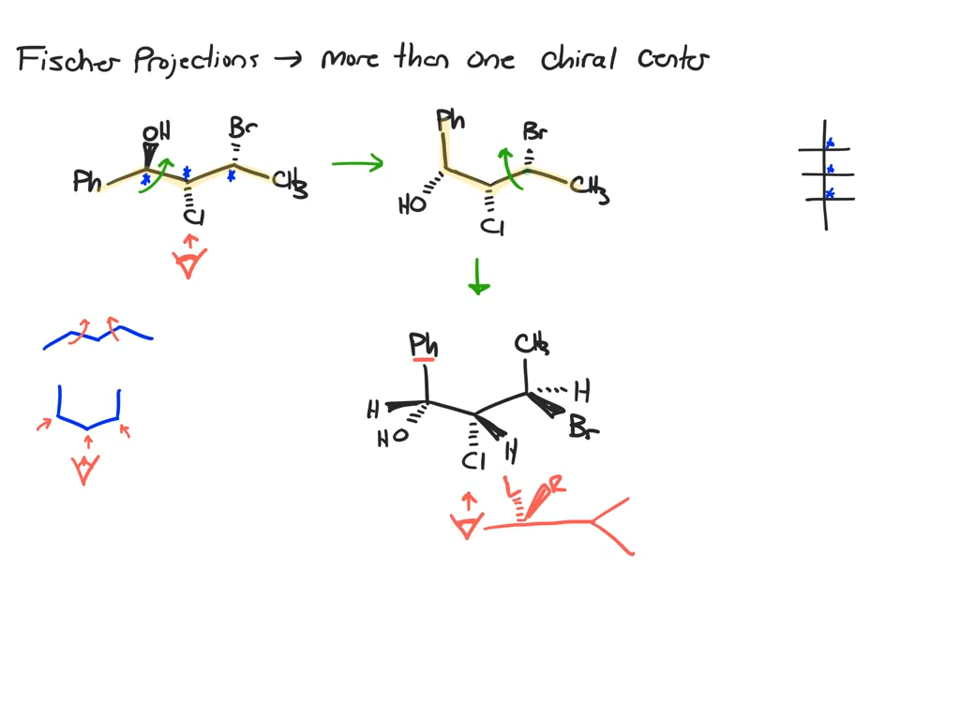 Fischer Projections → more than one chiral center
OH Br
Ph * * * CH3
Cl
Ph
Br
HO CH3
Cl
*
*
*
Ph CH3
H H
HO Br
Cl H
L R